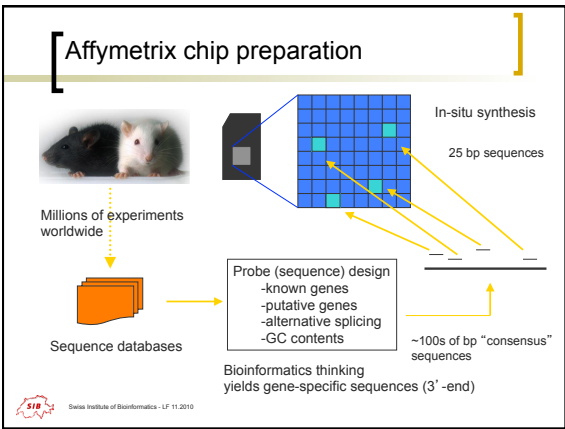 Affymetrix chip preparation
In-situ synthesis
25 bp sequences
Millions of experiments
worldwide
Sequence databases
Probe (sequence) design
-known genes
-putative genes
-alternative splicing
-GC contents
~100s of bp “consensus”
sequences
Bioinformatics thinking
yields gene-specific sequences (3’-end)
SIB
Swiss Institute of Bioinformatics - LF 11.2010